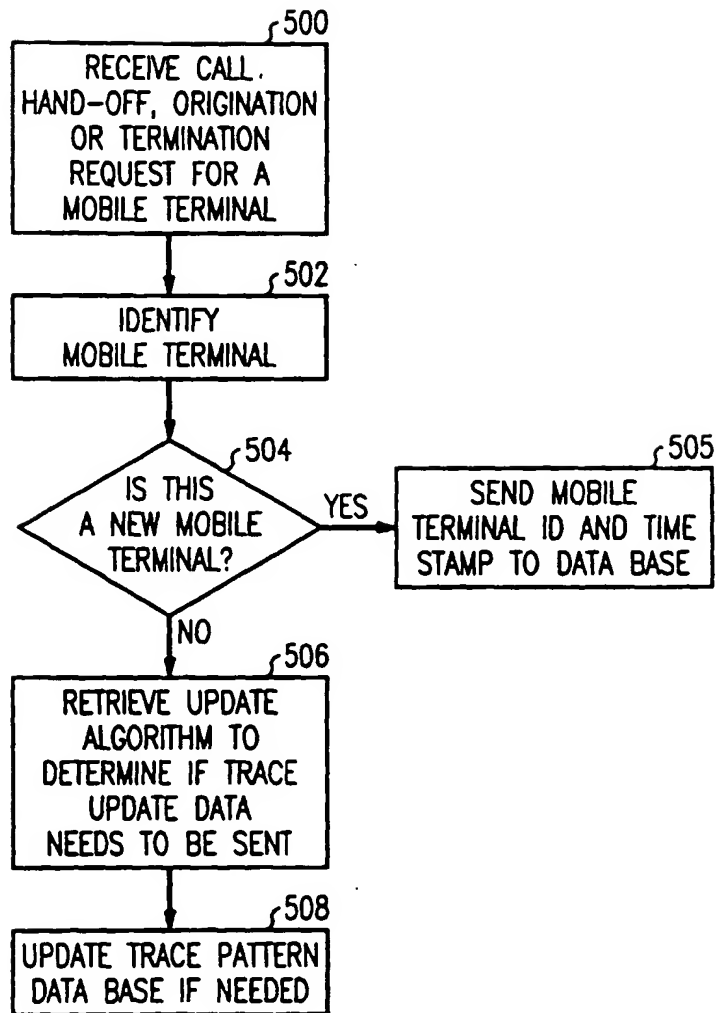 500
RECEIVE CALL.
HAND-OFF, ORIGINATION
OR TERMINATION
REQUEST FOR A
MOBILE TERMINAL
502
IDENTIFY
MOBILE TERMINAL
504
IS THIS
A NEW MOBILE
TERMINAL?
YES
505
SEND MOBILE
TERMINAL ID AND TIME
STAMP TO DATA BASE
NO
506
RETRIEVE UPDATE
ALGORITHM TO
DETERMINE IF TRACE
UPDATE DATA
NEEDS TO BE SENT
508
UPDATE TRACE PATTERN
DATA BASE IF NEEDED